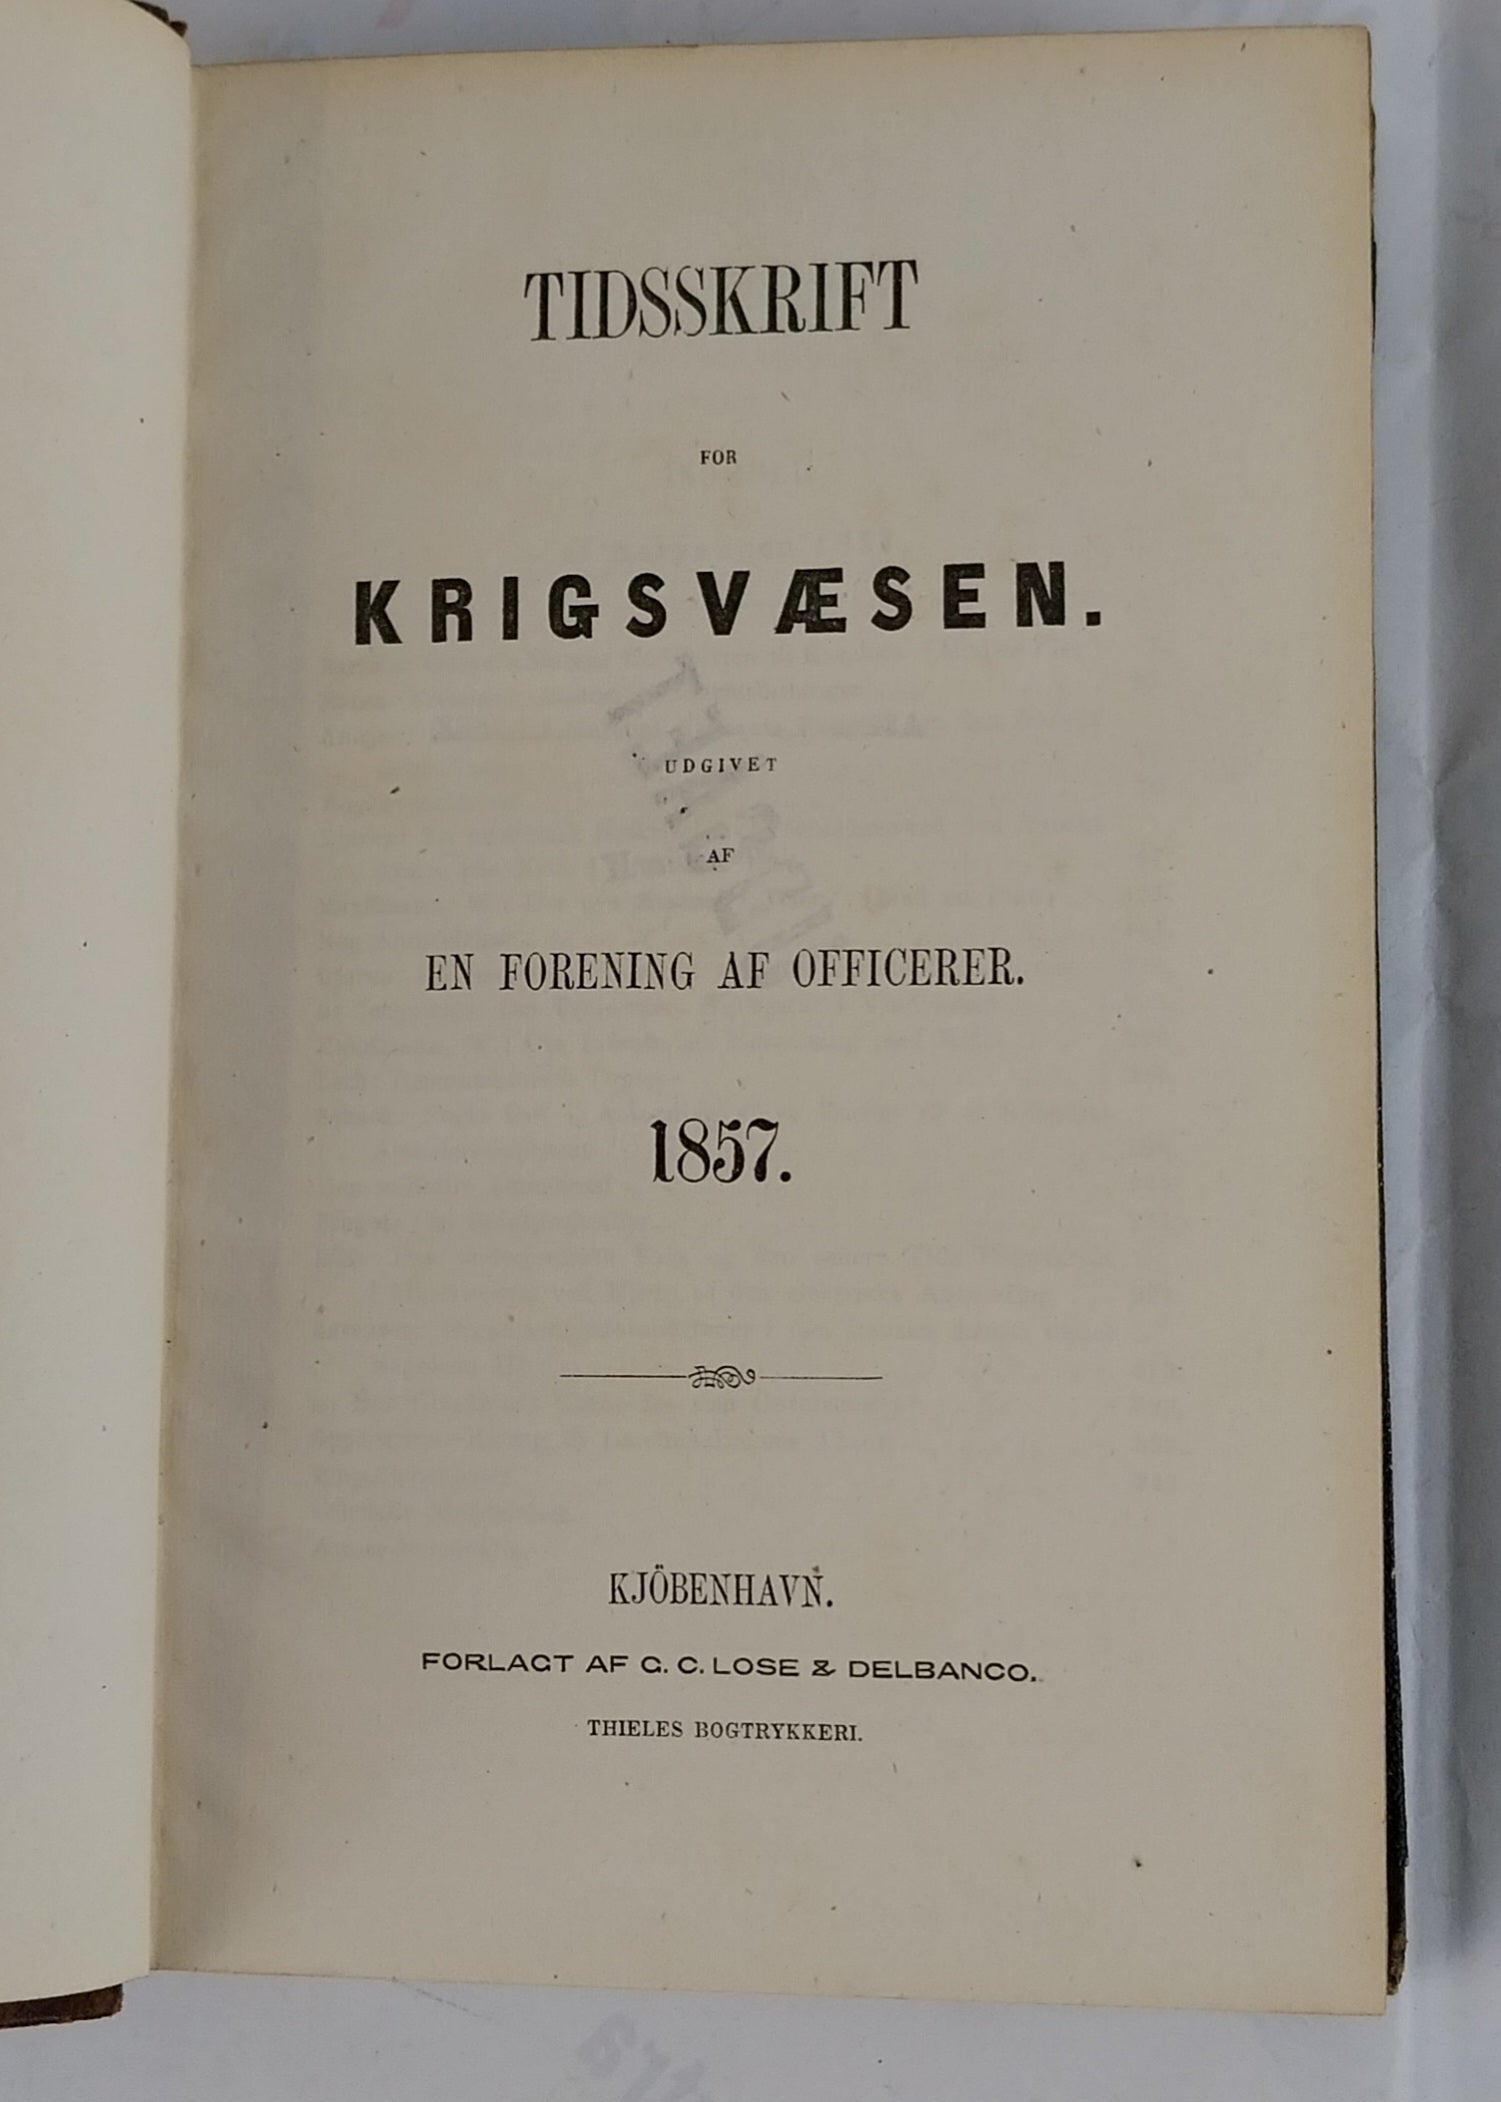 TIDSSKRIFT
FOR
KRIGSVÆSEN.
UDGIVET
AF
EN FORENING AF OFFICERER.
1857.
KJÖBENHAVN.
FORLAGT AF G. C. LOSE & DELBANCO.
THIELES BOGTRYKKERI.